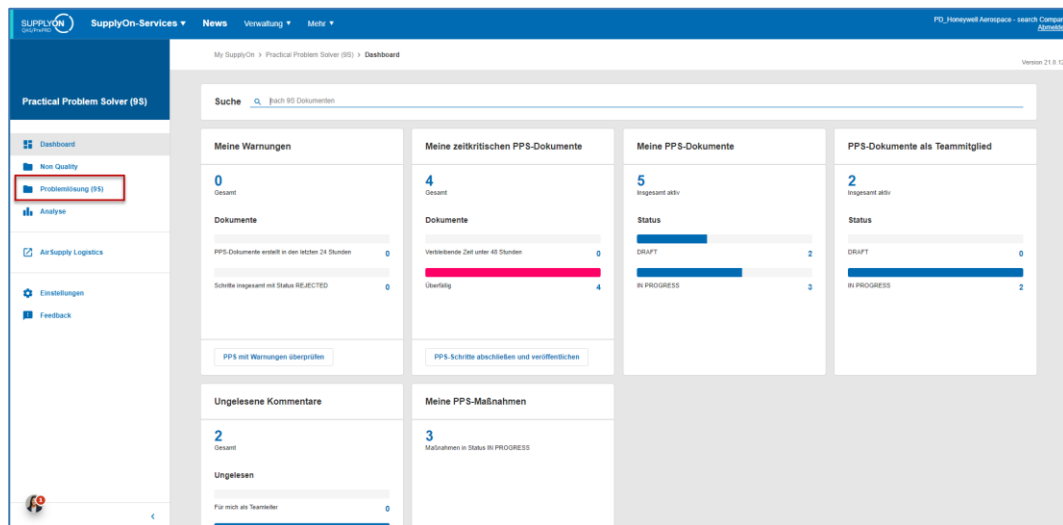 SUPPLYON
QAS/PrePRO
SupplyOn-Services ▾ News Verwaltung ▾ Mehr ▾
PD_Honeywell Aerospace - search Compan
Abmelde
My SupplyOn > Practical Problem Solver (9S) > Dashboard
Practical Problem Solver (9S)
Dashboard
Non Quality
Problemlösung (9S)
Analyse
AirSupply Logistics
Einstellungen
Feedback
1
Suche nach 9S Dokumenten
Meine Warnungen
0
Gesamt
Dokumente
PPS-Dokumente erstellt in den letzten 24 Stunden 0
Schritte insgesamt mit Status REJECTED 0
PPS mit Warnungen überprüfen
Meine zeitkritischen PPS-Dokumente
4
Gesamt
Dokumente
Verbleibende Zeit unter 48 Stunden 0
Überfällig 4
PPS-Schritte abschließen und veröffentlichen
Meine PPS-Dokumente
5
Insgesamt aktiv
Status
DRAFT 2
IN PROGRESS 3
PPS-Dokumente als Teammitglied
2
Insgesamt aktiv
Status
DRAFT 0
IN PROGRESS 2
Ungelesene Kommentare
2
Gesamt
Ungelesen
Für mich als Teamleiter 0
Meine PPS-Maßnahmen
3
Maßnahmen in Status IN PROGRESS